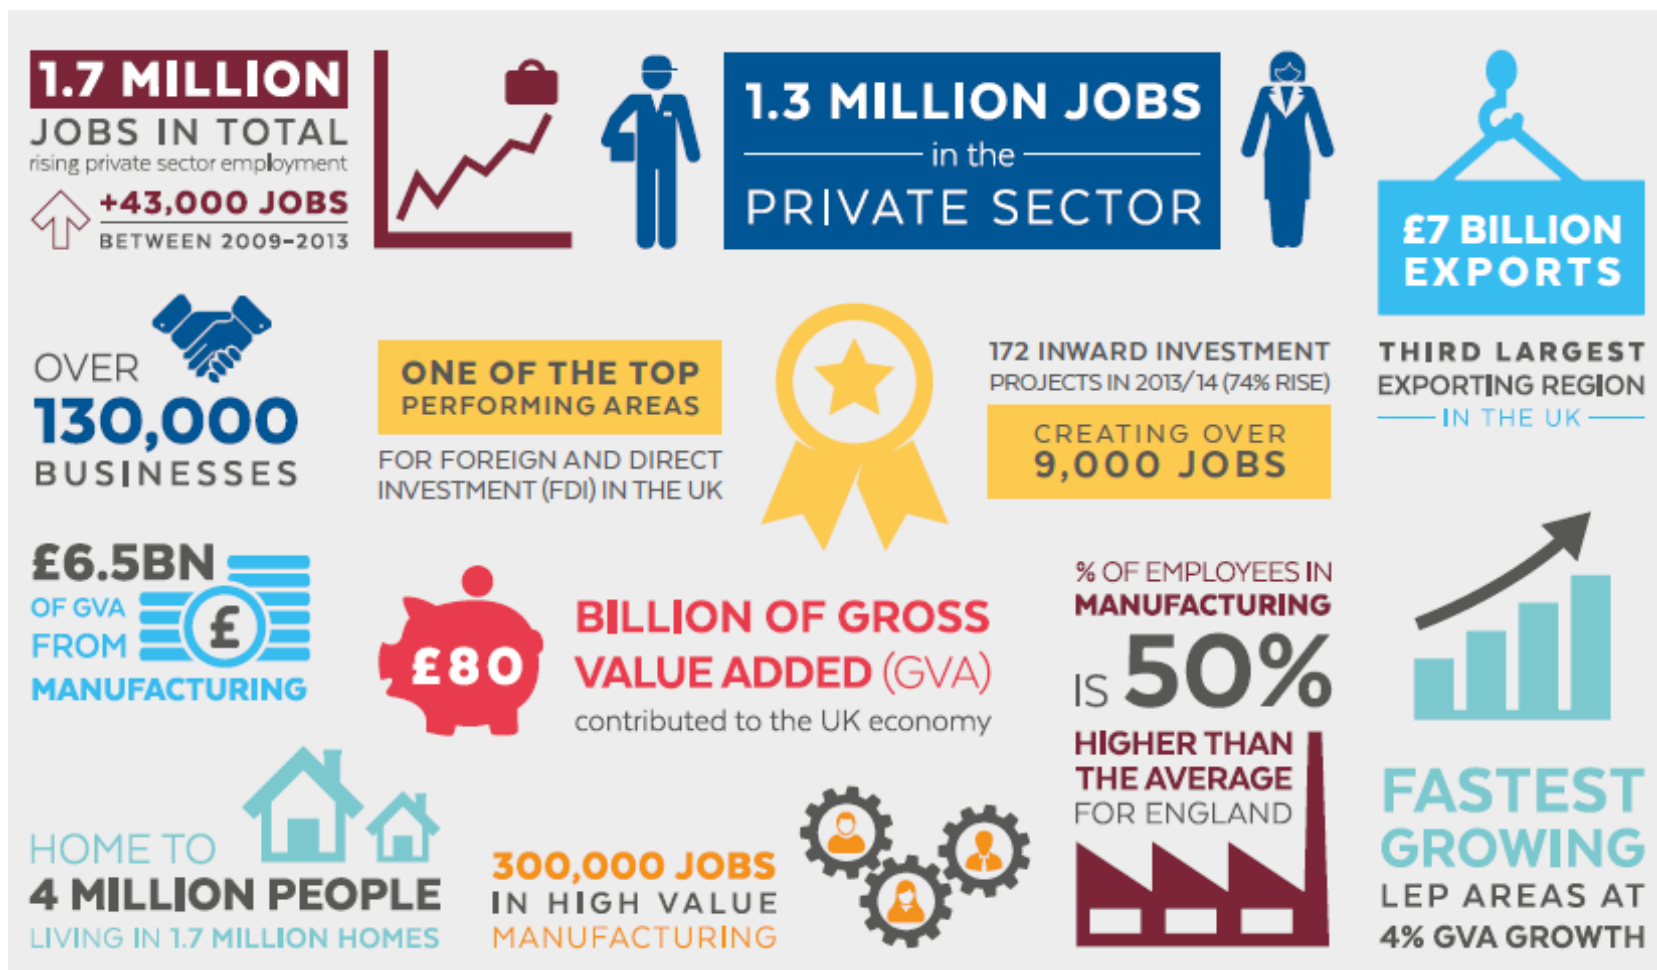 1.7 MILLION
JOBS IN TOTAL
rising private sector employment
+43,000 JOBS
BETWEEN 2009-2013
1.3 MILLION JOBS
in the
PRIVATE SECTOR
£7 BILLION
EXPORTS
THIRD LARGEST
EXPORTING REGION
IN THE UK
OVER
130,000
BUSINESSES
ONE OF THE TOP
PERFORMING AREAS
FOR FOREIGN AND DIRECT
INVESTMENT (FDI) IN THE UK
172 INWARD INVESTMENT
PROJECTS IN 2013/14 (74% RISE)
CREATING OVER
9,000 JOBS
£6.5BN
OF GVA
FROM
MANUFACTURING
£
£80
BILLION OF GROSS
VALUE ADDED (GVA)
contributed to the UK economy
% OF EMPLOYEES IN
MANUFACTURING
IS 50%
HIGHER THAN
THE AVERAGE
FOR ENGLAND
HOME TO
4 MILLION PEOPLE
LIVING IN 1.7 MILLION HOMES
300,000 JOBS
IN HIGH VALUE
MANUFACTURING
FASTEST
GROWING
LEP AREAS AT
4% GVA GROWTH